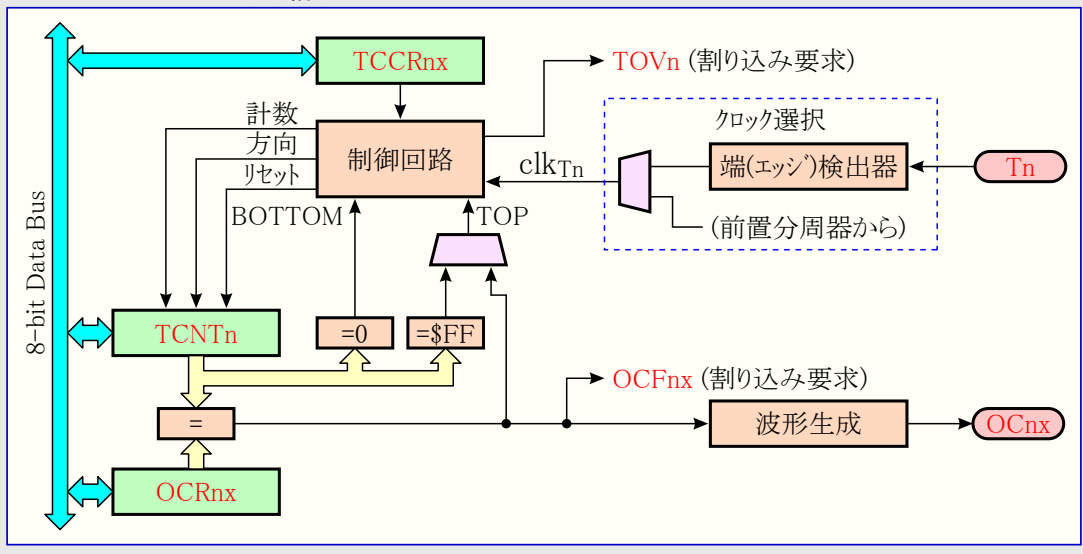 TCCRnx
TOVn (割り込み要求)
計数
方向
リセット
制御回路
クロック選択
端(エッジ)検出器
Tn
clkTn
(前置分周器から)
BOTTOM
TOP
8-bit Data Bus
TCNTn
=0
=$FF
OCFnx (割り込み要求)
=
波形生成
OCnx
OCRnx